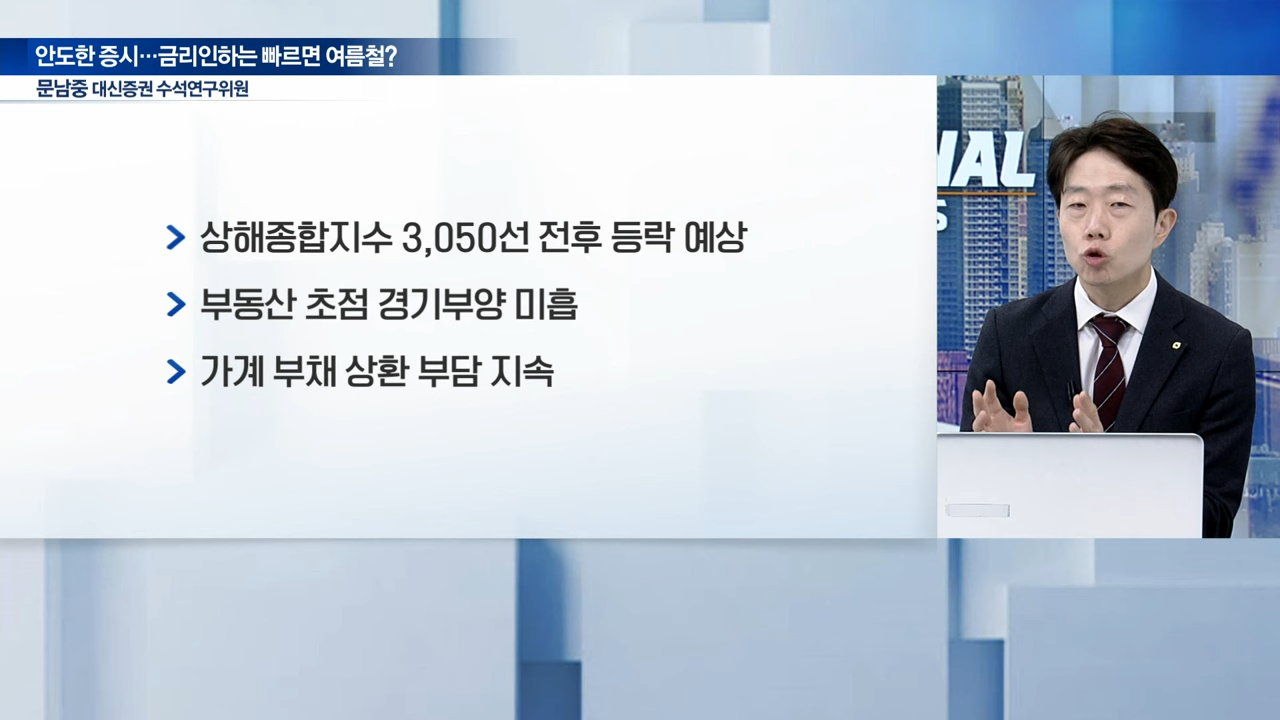 안도한 증시…금리인하는 빠르면 여름철?
문남중 대신증권 수석연구위원
상해종합지수 3,050선 전후 등락 예상
부동산 초점 경기부양 미흡
가계 부채 상환 부담 지속
NAL
S